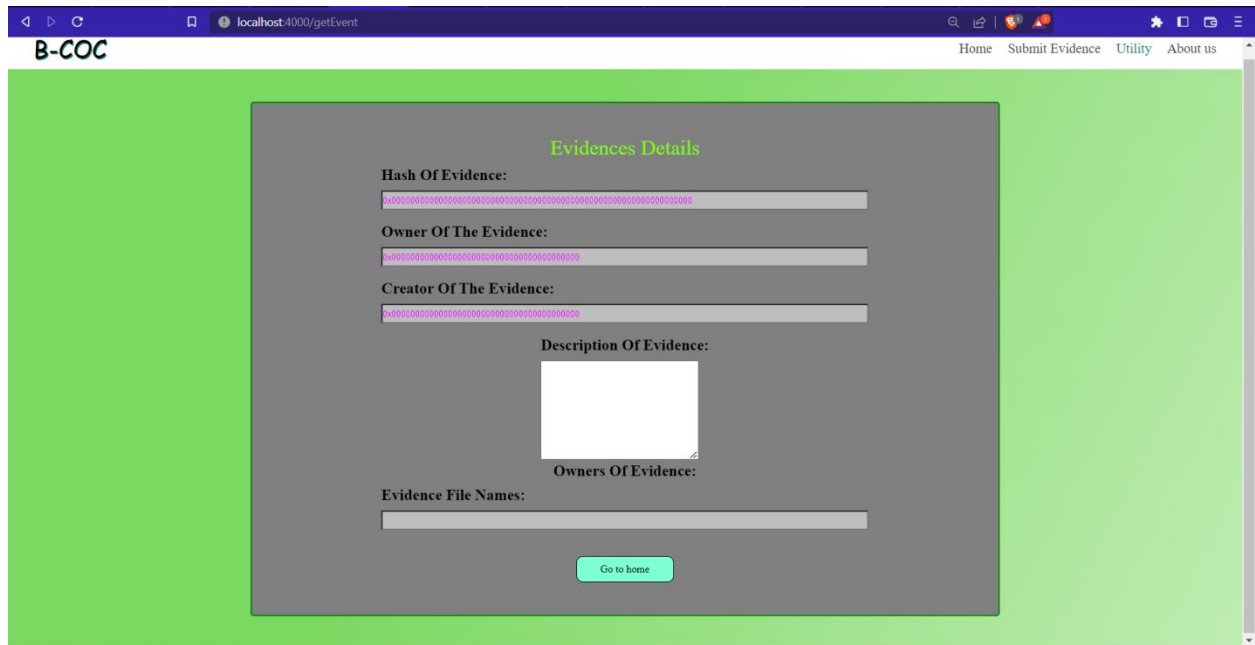 localhost:4000/getEvent
B-COC
Home Submit Evidence Utility About us
Evidences Details
Hash Of Evidence:
0x0000000000000000000000000000000000000000000000000000000000000000
Owner Of The Evidence:
0x0000000000000000000000000000000000000000
Creator Of The Evidence:
0x0000000000000000000000000000000000000000
Description Of Evidence:
Owners Of Evidence:
Evidence File Names:
Go to home